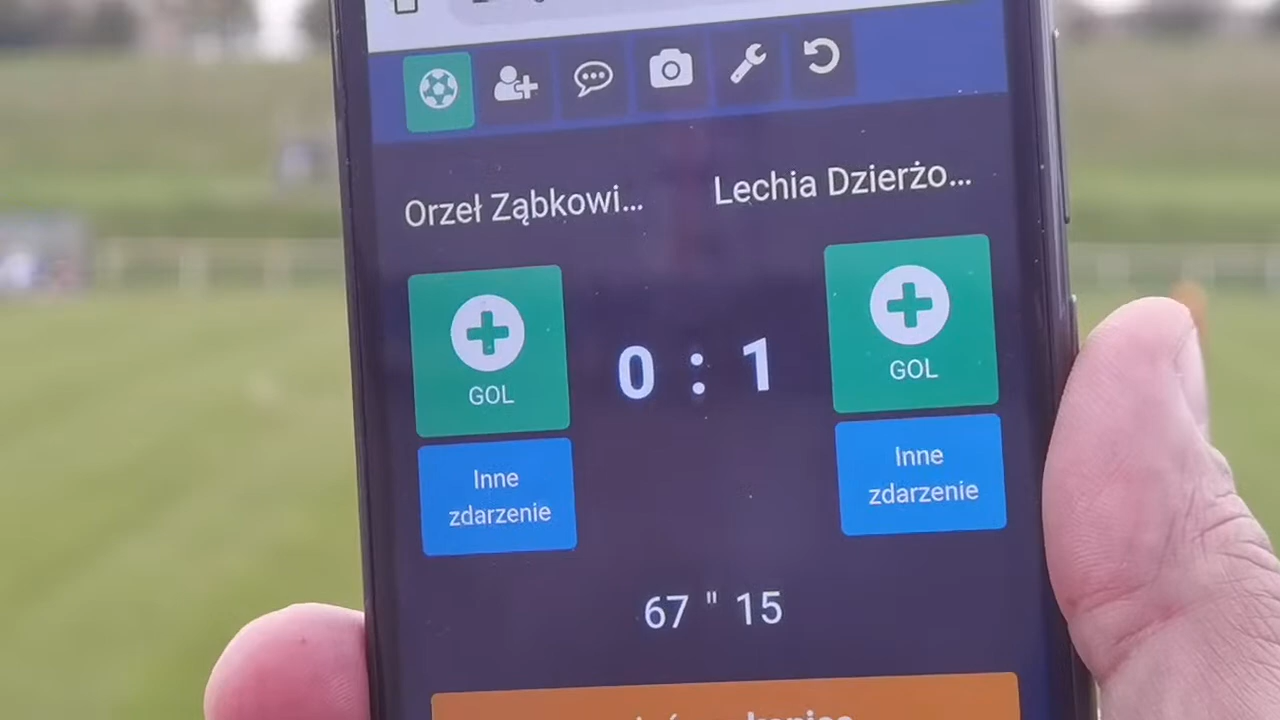 Orzeł Ząbkowi...
Lechia Dzierżo...
GOL
0 : 1
GOL
Inne
zdarzenie
Inne
zdarzenie
67 " 15